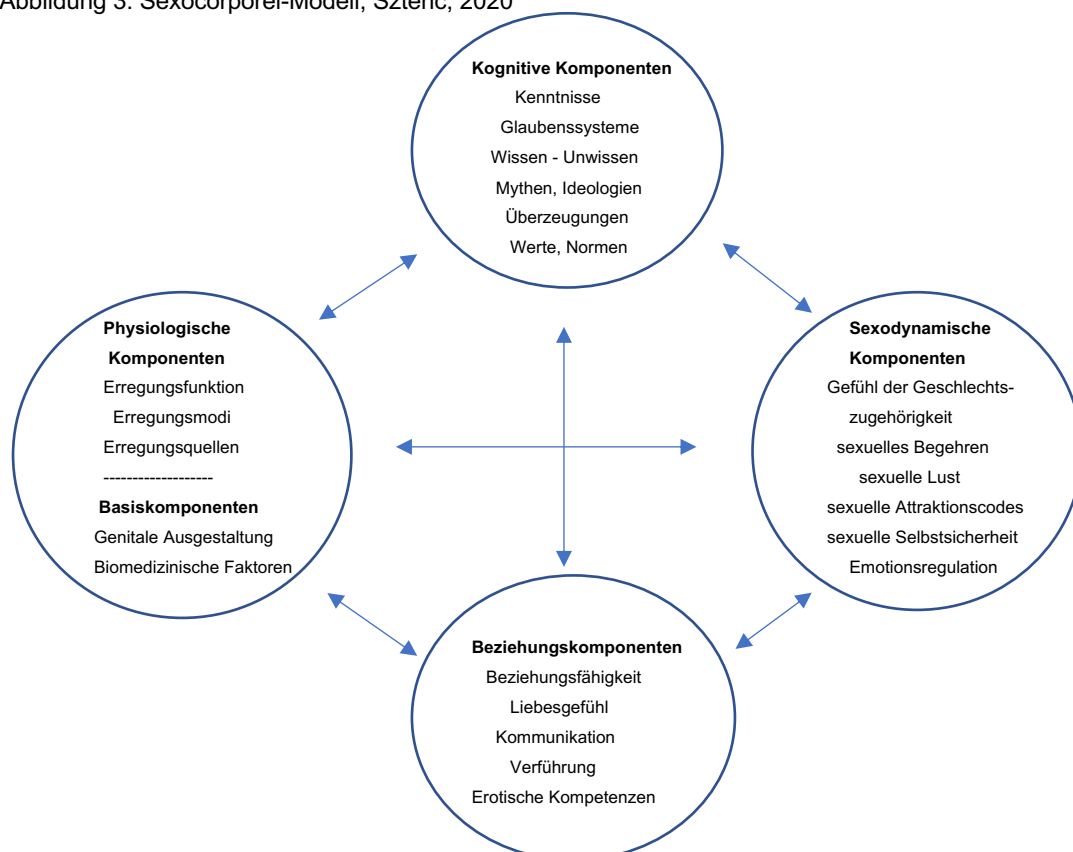 Abbildung 3: Sexocorporel-Modell, Sztenc, 2020
Kognitive Komponenten
Kenntnisse
Glaubenssysteme
Wissen - Unwissen
Mythen, Ideologien
Überzeugungen
Werte, Normen
Physiologische
Komponenten
Erregungsfunktion
Erregungsmodi
Erregungsquellen
-------------------
Basiskomponenten
Genitale Ausgestaltung
Biomedizinische Faktoren
Sexodynamische
Komponenten
Gefühl der Geschlechts-
zugehörigkeit
sexuelles Begehren
sexuelle Lust
sexuelle Attraktionscodes
sexuelle Selbstsicherheit
Emotionsregulation
Beziehungskomponenten
Beziehungsfähigkeit
Liebesgefühl
Kommunikation
Verführung
Erotische Kompetenzen